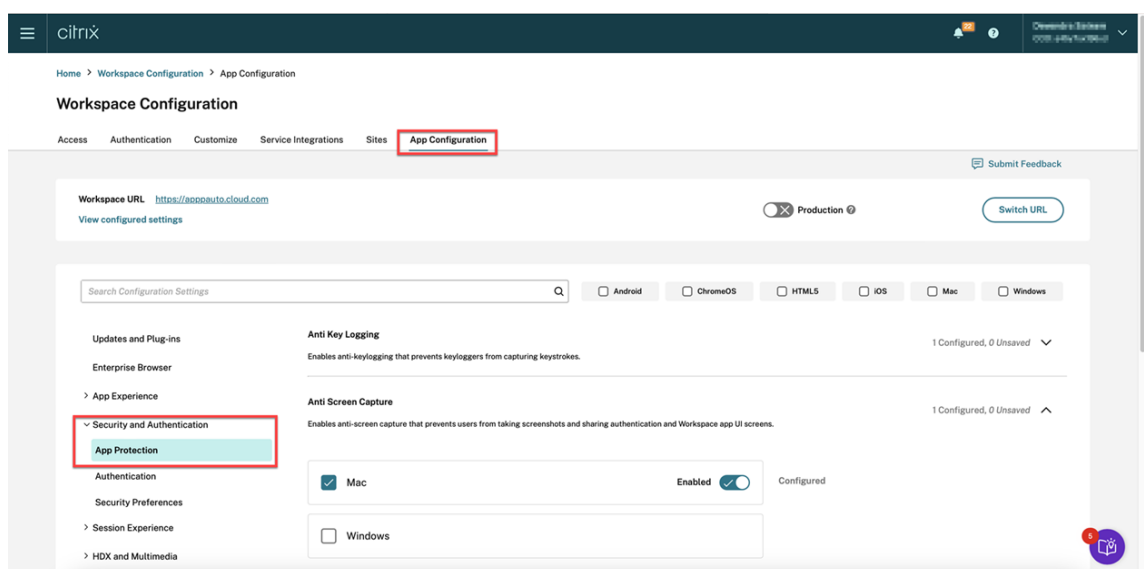 citrix
22
Home > Workspace Configuration > App Configuration
Workspace Configuration
Access Authentication Customize Service Integrations Sites App Configuration
Submit Feedback
Workspace URL https://apppauto.cloud.com
View configured settings
Production
Switch URL
Search Configuration Settings
Android ChromeOS HTML5 iOS Mac Windows
Updates and Plug-ins
Enterprise Browser
App Experience
Security and Authentication
App Protection
Authentication
Security Preferences
Session Experience
HDX and Multimedia
Anti Key Logging
Enables anti-keylogging that prevents keyloggers from capturing keystrokes.
1 Configured, 0 Unsaved
Anti Screen Capture
Enables anti-screen capture that prevents users from taking screenshots and sharing authentication and Workspace app UI screens.
1 Configured, 0 Unsaved
Mac Enabled Configured
Windows
5